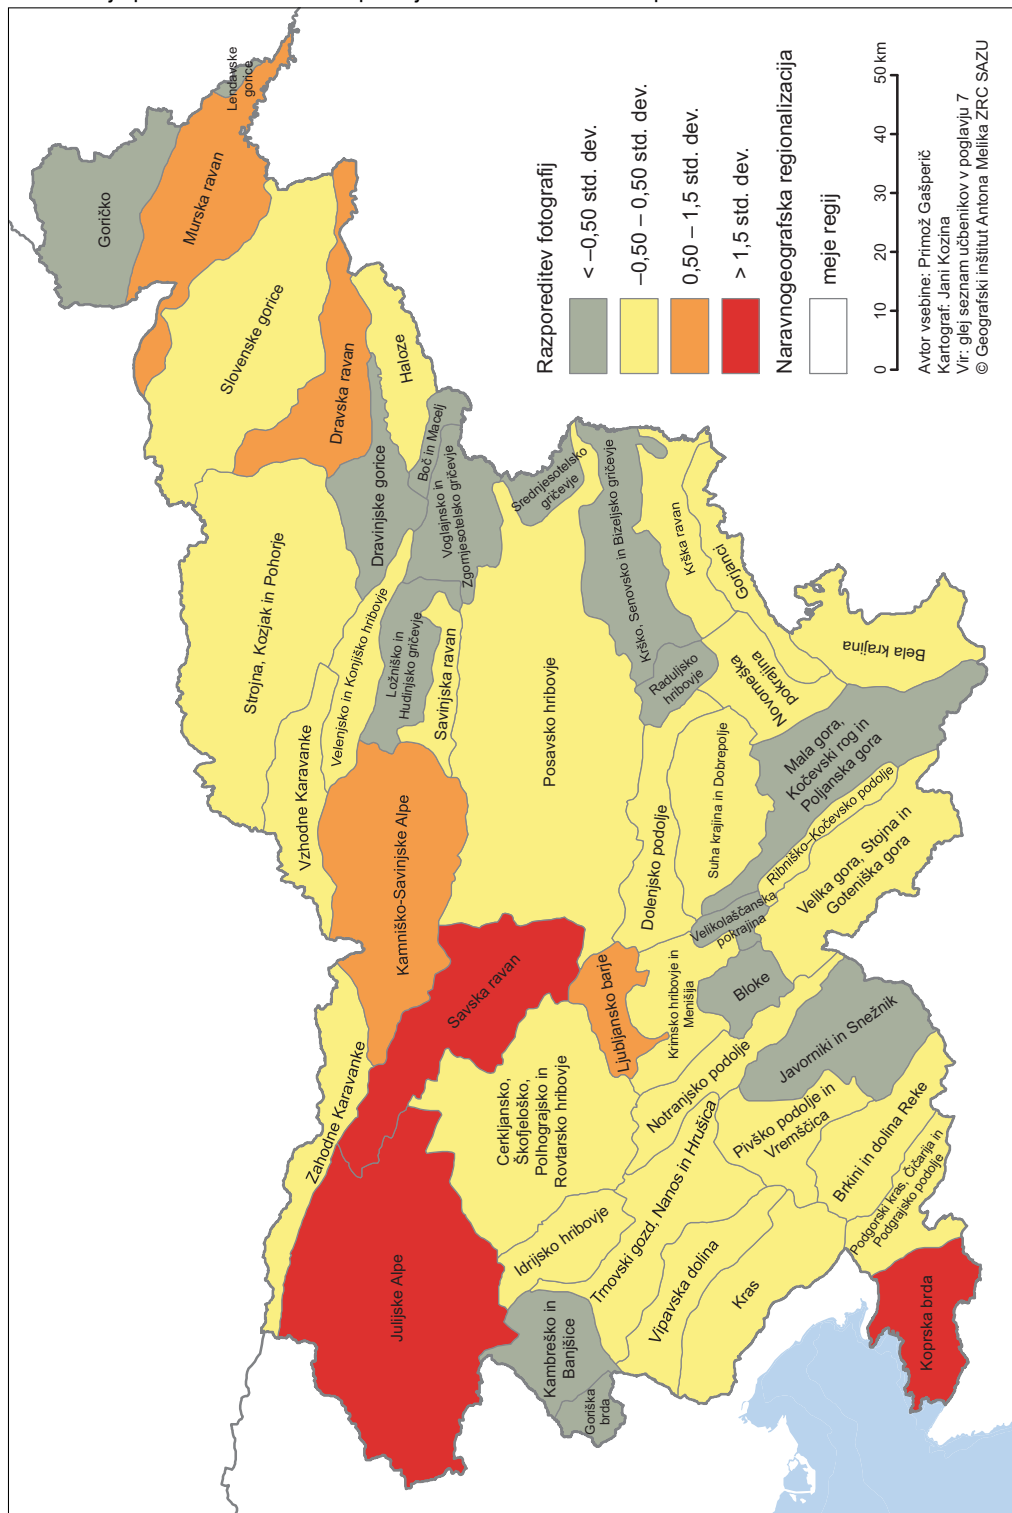 Goričko
Murska ravan
Lendavske
gorice
Slovenske gorice
Dravska ravan
Haloze
Dravinjske gorice
Boč in Macelj
Voglajnsko in
Zgornjesotelsko gričevje
Strojna, Kozjak in Pohorje
Velenjsko in Konjiško hribovje
Ložniško in
Hudinjsko gričevje
Savinjska ravan
Vzhodne Karavanke
Kamniško-Savinjske Alpe
Posavsko hribovje
Srednjesotelsko
gričevje
Krško, Senovsko in Bizeljsko gričevje
Krška ravan
Gorjanci
Raduljsko
hribovje
Novomeška
pokrajina
Bela krajina
Mala gora,
Kočevski rog in
Poljanska gora
Suha krajina in Dobrepolje
Dolenjsko podolje
Ribniško–Kočevsko podolje
Velika gora, Stojna in
Goteniška gora
Velikolaščanska
pokrajina
Bloke
Krimsko hribovje in
Menišija
Ljubljansko barje
Savska ravan
Zahodne Karavanke
Julijske Alpe
Cerkljansko,
Škofjeloško,
Polhograjsko in
Rovtarsko hribovje
Idrijsko hribovje
Notranjsko podolje
Javorniki in Snežnik
Pivško podolje in
Vremščica
Trnovski gozd, Nanos in Hrušica
Vipavska dolina
Kras
Brkini in dolina Reke
Podgorski kras, Čičarija in
Podgrajsko podolje
Koprska brda
Kambreško in
Banjšice
Goriška
brda
Razporeditev fotografij
< –0,50 std. dev.
–0,50 – 0,50 std. dev.
0,50 – 1,5 std. dev.
> 1,5 std. dev.
Naravnogeografska regionalizacija
meje regij
0 10 20 30 40 50 km
Avtor vsebine: Primož Gašperič
Kartograf: Jani Kozina
Vir: glej seznam učbenikov v poglavju 7
© Geografski inštitut Antona Melika ZRC SAZU